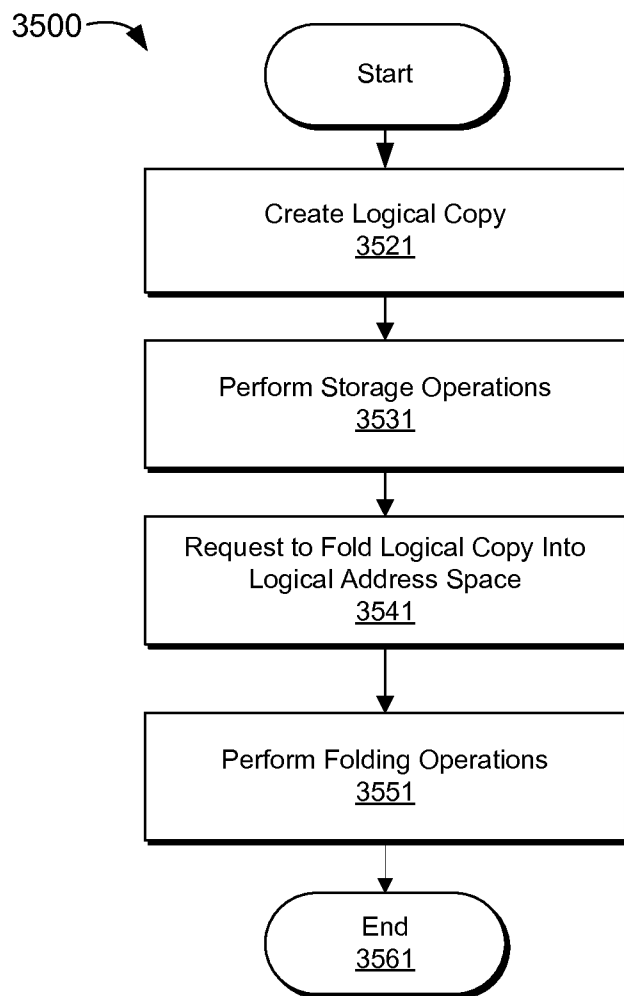 3500
Start
Create Logical Copy
3521
Perform Storage Operations
3531
Request to Fold Logical Copy Into
Logical Address Space
3541
Perform Folding Operations
3551
End
3561